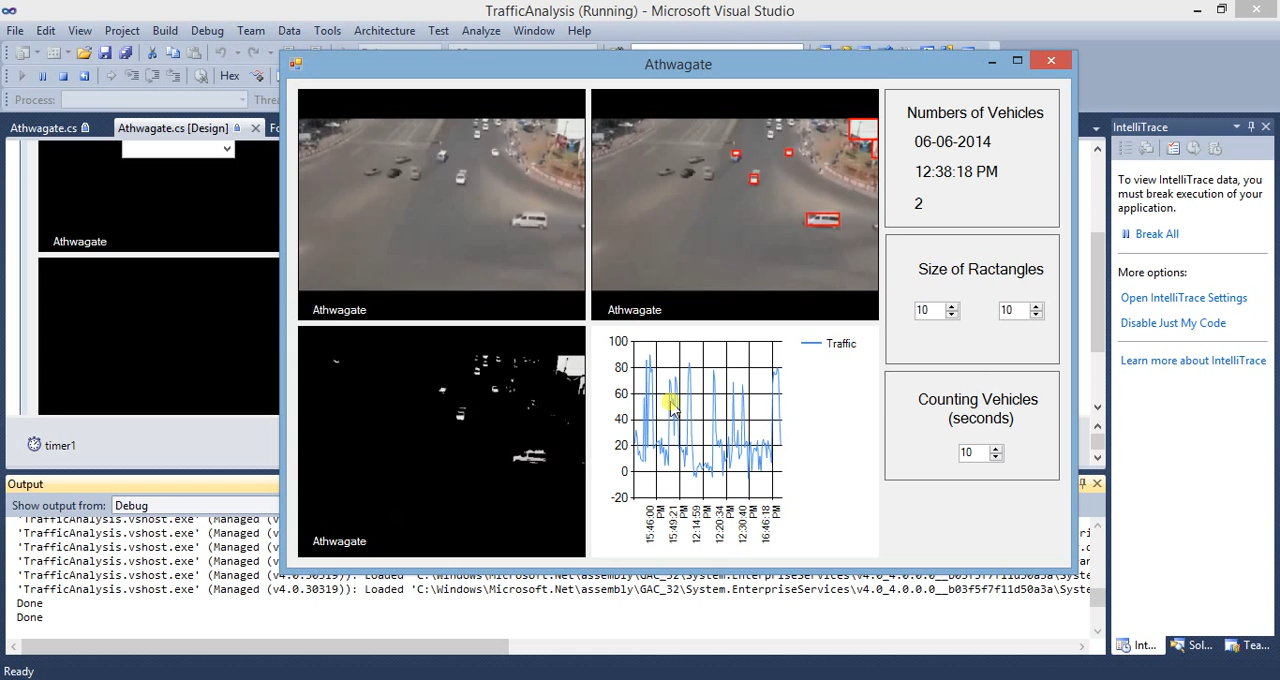 TrafficAnalysis (Running) - Microsoft Visual Studio
File Edit View Project Build Debug Team Data Tools Architecture Test Analyze Window Help
Hex
Process:
Athwagate.cs
Athwagate.cs [Design]
Athwagate
timer1
Output
Show output from: Debug
'TrafficAnalysis.vshost.exe' (Managed
'TrafficAnalysis.vshost.exe' (Managed
'TrafficAnalysis.vshost.exe' (Managed
'TrafficAnalysis.vshost.exe' (Managed
'TrafficAnalysis.vshost.exe' (Managed (v4.0.30319)): Loaded 'C:\Windows\Microsoft.Net\assembly\GAC_32\System.EnterpriseServices\v4.0_4.0.0.0__b03f5f7f11d50a3a\Syste
'TrafficAnalysis.vshost.exe' (Managed (v4.0.30319)): Loaded 'C:\Windows\Microsoft.Net\assembly\GAC_32\System.EnterpriseServices\v4.0_4.0.0.0__b03f5f7f11d50a3a\Syste
Done
Done
Ready
Athwagate
Athwagate
Athwagate
Athwagate
100
80
60
40
20
0
-20
15:46:00 PM
15:49:21 PM
12:14:59 PM
12:20:34 PM
12:30:40 PM
16:46:18 PM
Traffic
Numbers of Vehicles
06-06-2014
12:38:18 PM
2
Size of Ractangles
10 10
Counting Vehicles
(seconds)
10
IntelliTrace
To view IntelliTrace data, you
must break execution of your
application.
Break All
More options:
Open IntelliTrace Settings
Disable Just My Code
Learn more about IntelliTrace
Int... Sol... Tea...